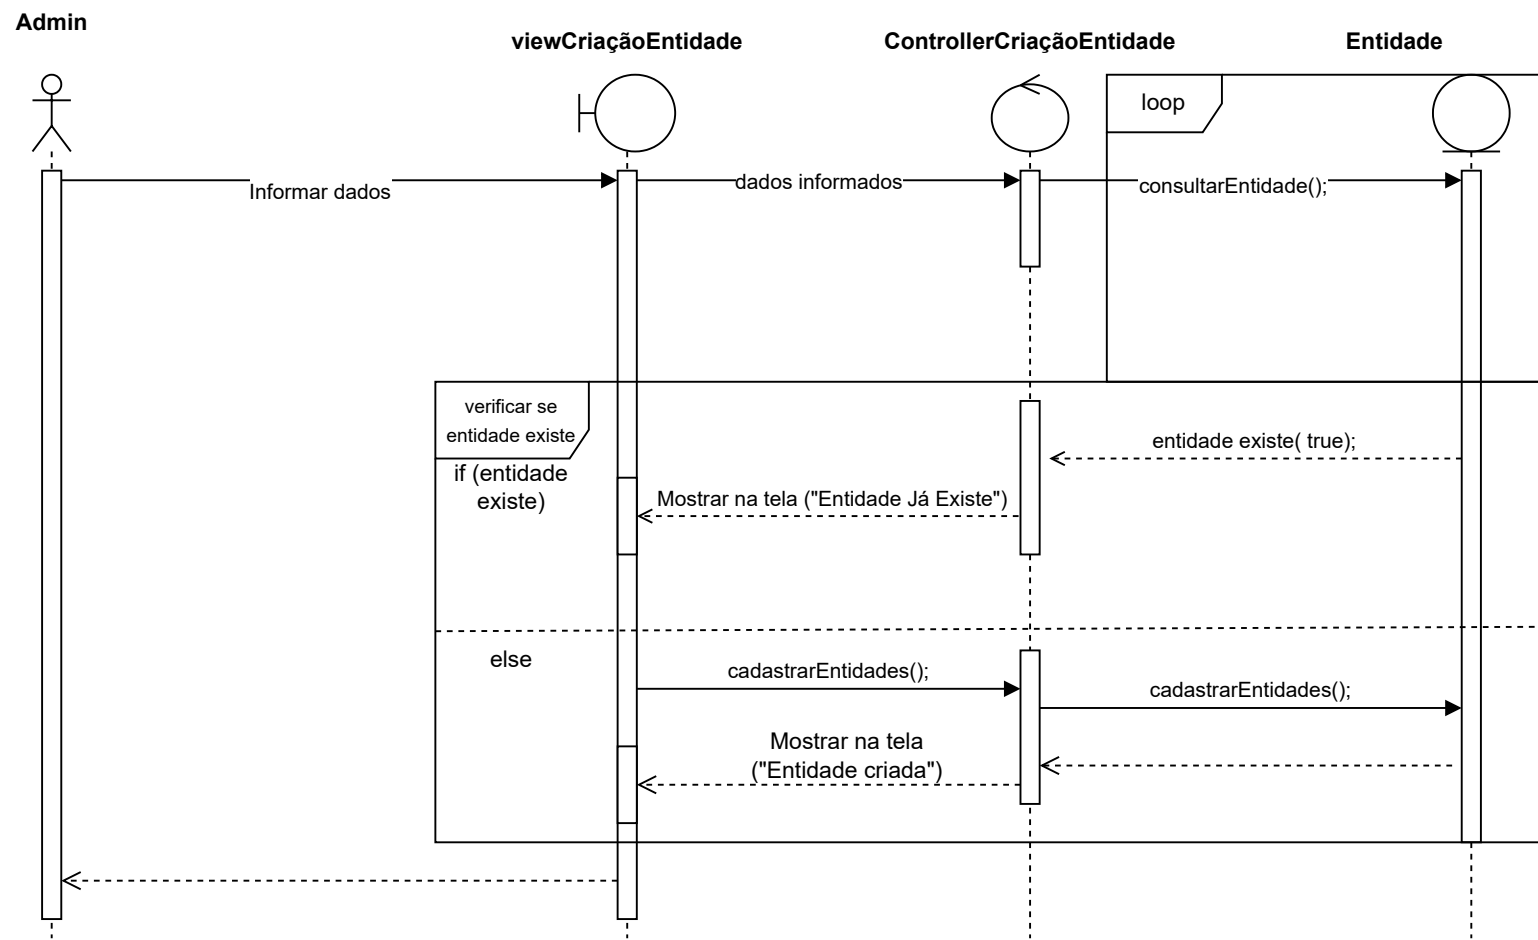 Admin
viewCriaçãoEntidade
ControllerCriaçãoEntidade
Entidade
loop
Informar dados
dados informados
consultarEntidade();
verificar se
entidade existe
if (entidade
existe)
entidade existe( true);
Mostrar na tela ("Entidade Já Existe")
else
cadastrarEntidades();
cadastrarEntidades();
Mostrar na tela
("Entidade criada")